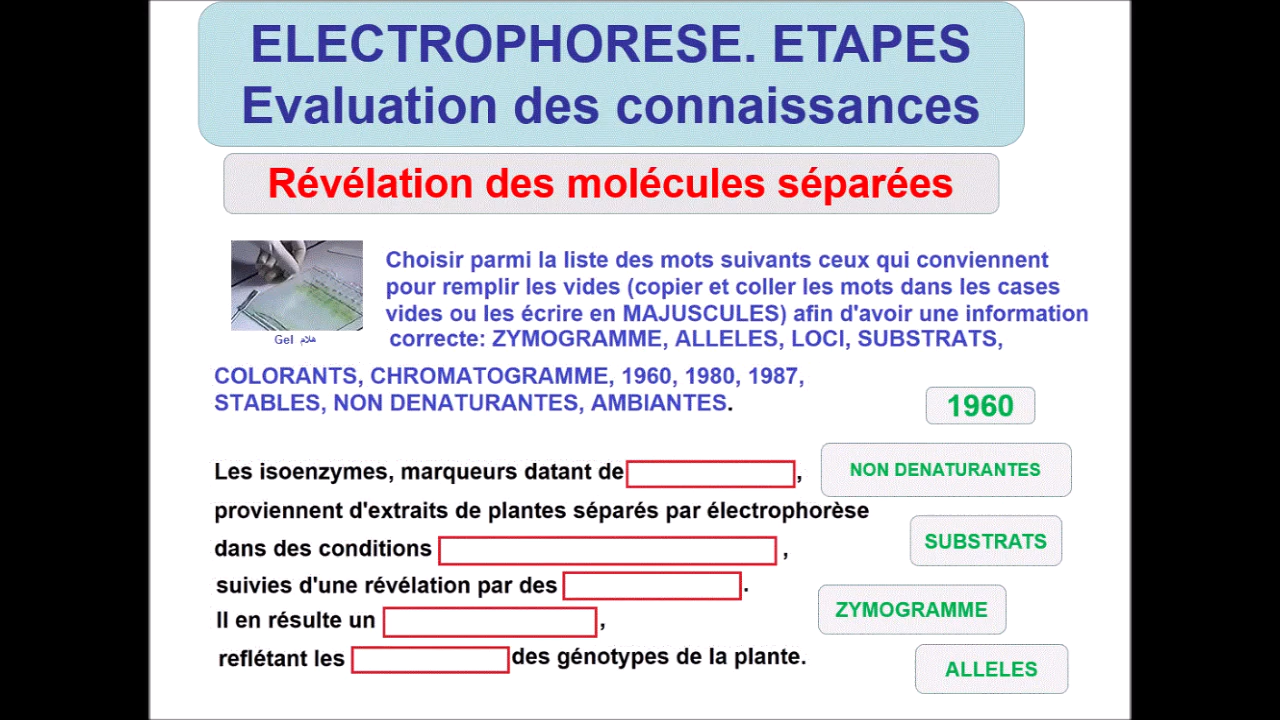 ELECTROPHORESE. ETAPES
Evaluation des connaissances
Révélation des molécules séparées
Choisir parmi la liste des mots suivants ceux qui conviennent
pour remplir les vides (copier et coller les mots dans les cases
vides ou les écrire en MAJUSCULES) afin d'avoir une information
correcte: ZYMOGRAMME, ALLELES, LOCI, SUBSTRATS,
Gel هلام
COLORANTS, CHROMATOGRAMME, 1960, 1980, 1987,
STABLES, NON DENATURANTES, AMBIANTES.
1960
Les isoenzymes, marqueurs datant de ,
NON DENATURANTES
proviennent d'extraits de plantes séparés par électrophorèse
dans des conditions ,
SUBSTRATS
suivies d'une révélation par des .
Il en résulte un ,
ZYMOGRAMME
reflétant les des génotypes de la plante.
ALLELES